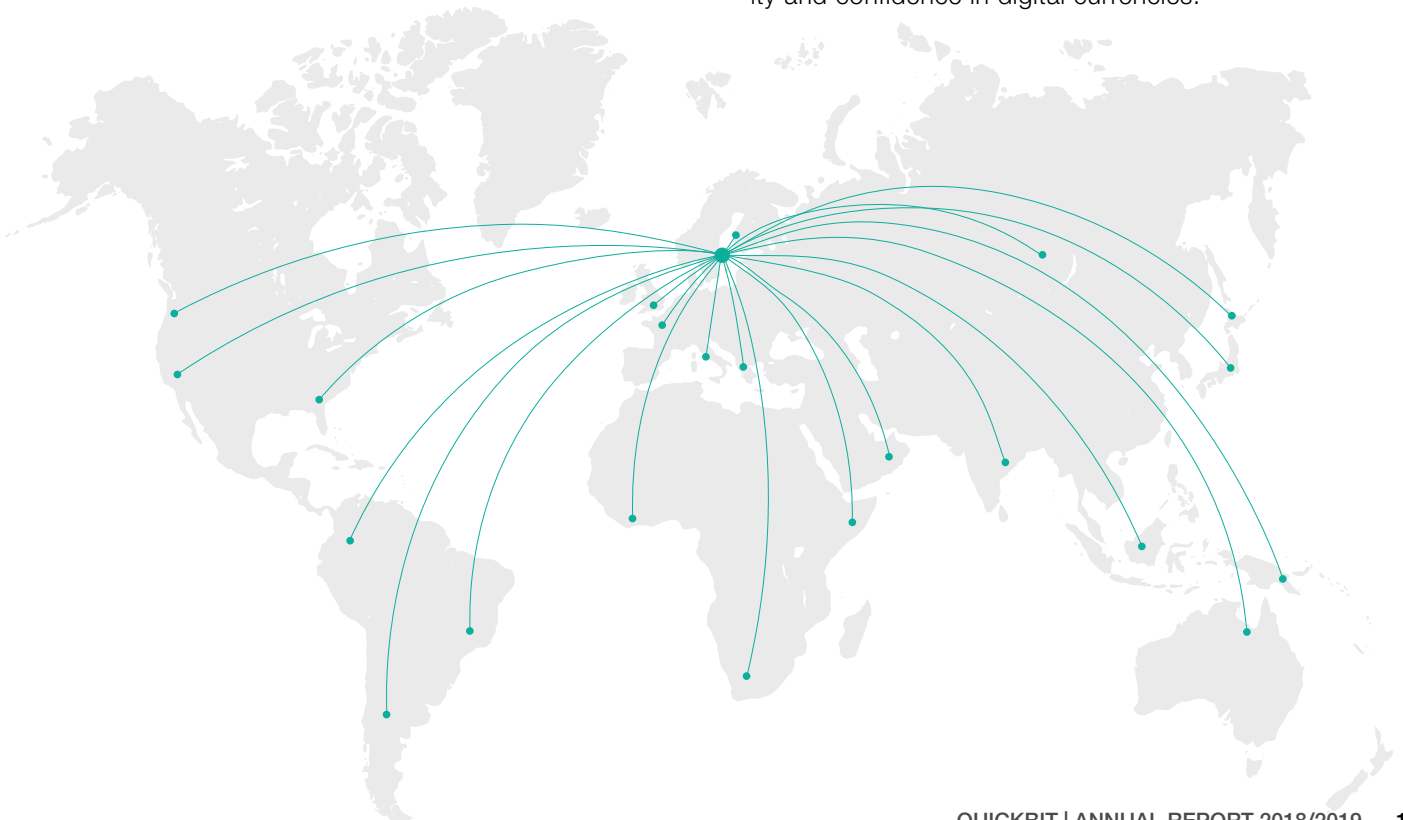 ity and confidence in digital currencies.
QUICKBIT | ANNUAL REPORT 2018/2019